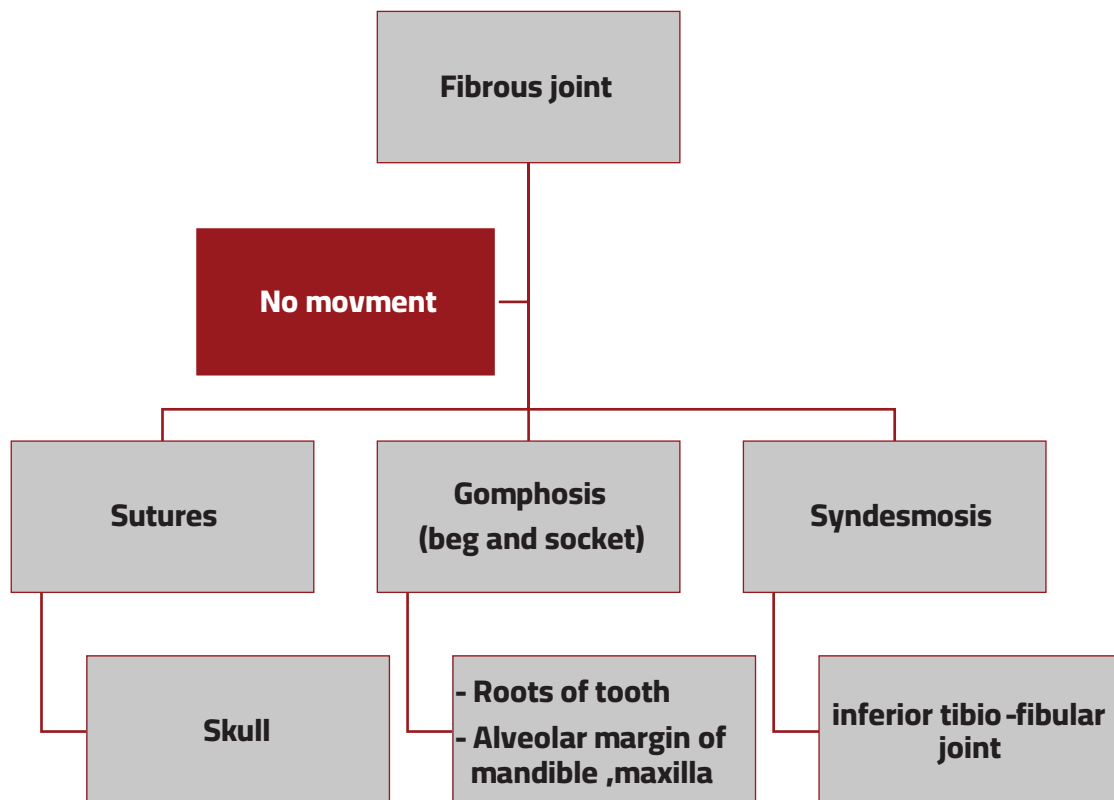 Fibrous joint
No movment
Sutures
Gomphosis
(beg and socket)
Syndesmosis
Skull
- Roots of tooth
- Alveolar margin of
mandible ,maxilla
inferior tibio -fibular
joint